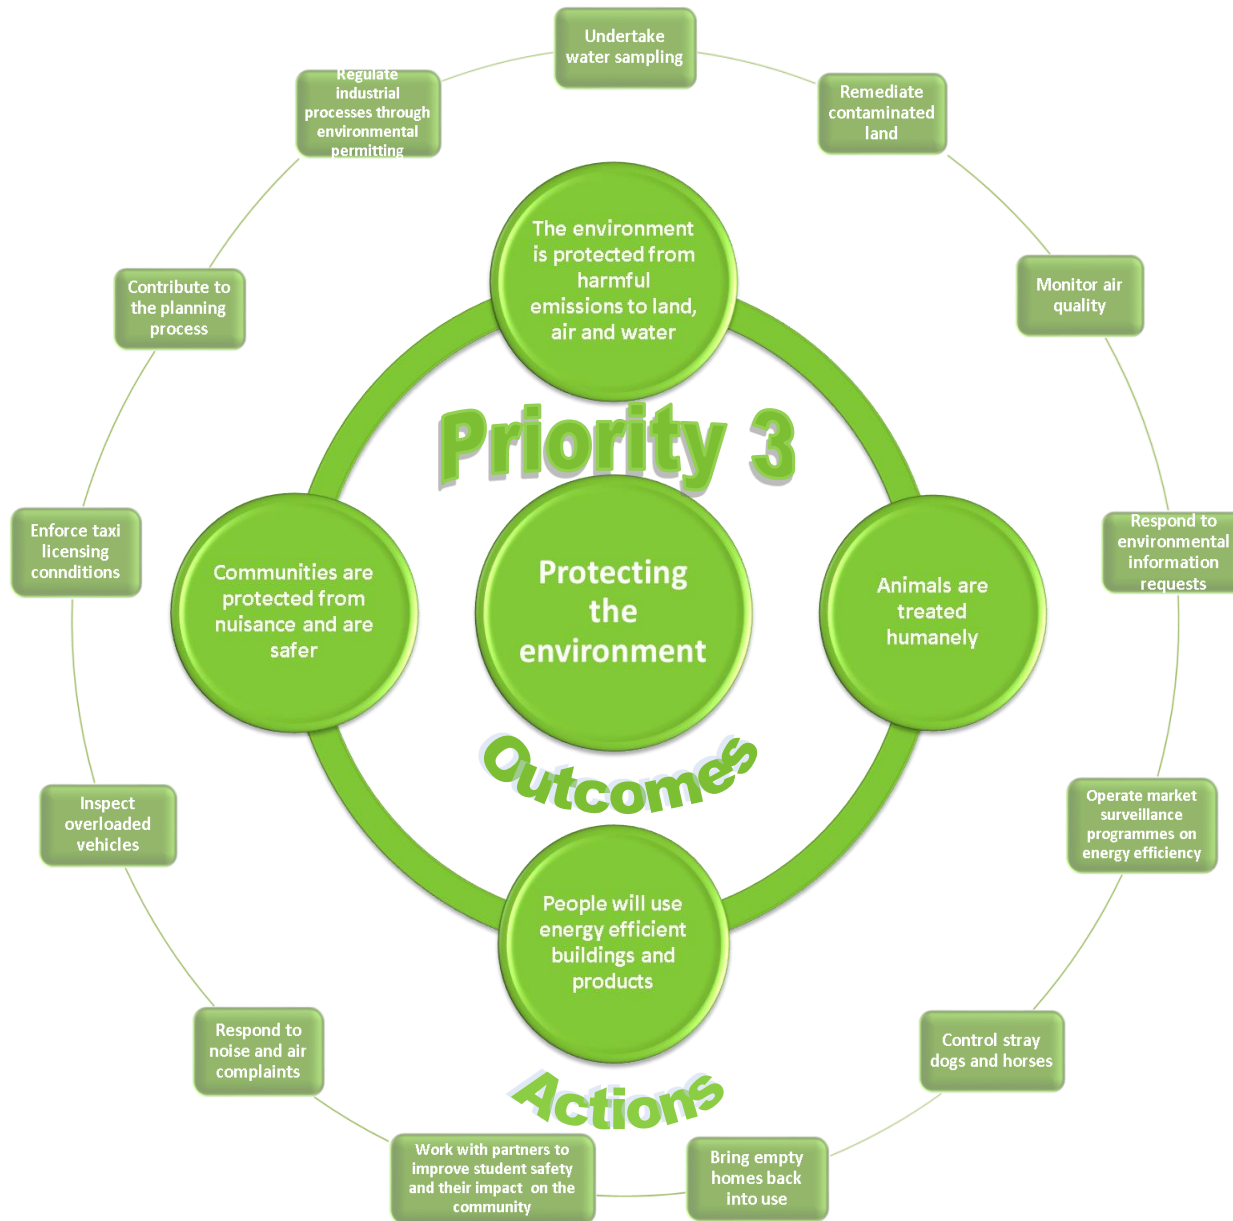 Undertake
water sampling
Regulate
industrial
processes through
environmental
permitting
Remediate
contaminated
land
The environment
is protected from
harmful
emissions to land,
air and water
Contribute to
the planning
process
Monitor air
quality
Priority 3
Enforce taxi
licensing
connditions
Respond to
environmental
information
requests
Communities are
protected from
nuisance and are
safer
Protecting
the
environment
Animals are
treated
humanely
Outcomes
Inspect
overloaded
vehicles
Operate market
surveillance
programmes on
energy efficiency
People will use
energy efficient
buildings and
products
Respond to
noise and air
complaints
Control stray
dogs and horses
Actions
Work with partners to
improve student safety
and their impact  on the
community
Bring empty
homes back
into use